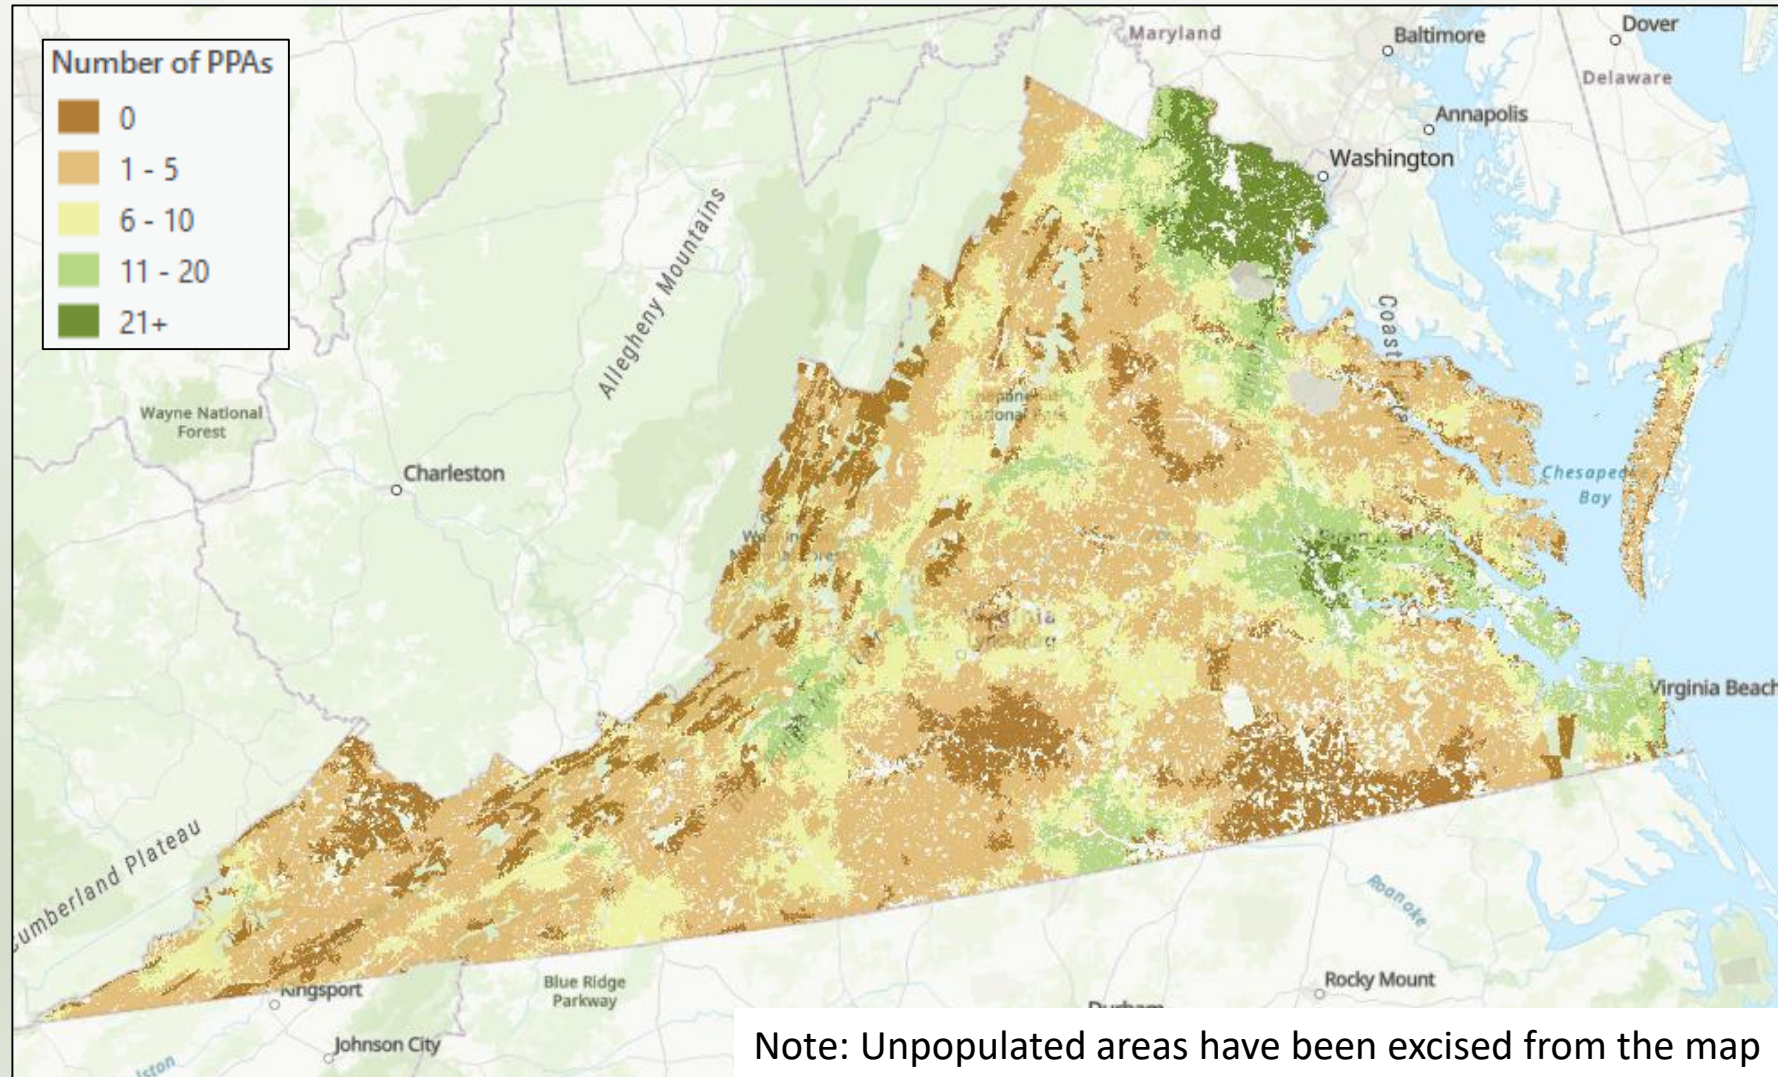 Number of PPAs
0
1 - 5
6 - 10
11 - 20
21+
Maryland
Baltimore
Dover
Delaware
Annapolis
Washington
Allegheny Mountains
Wayne National
Forest
Charleston
Chesapea
Bay
Virginia Beach
Cumberland Plateau
Kingsport
Blue Ridge
Parkway
Johnson City
Roanoke
Rocky Mount
Durham
Note: Unpopulated areas have been excised from the map